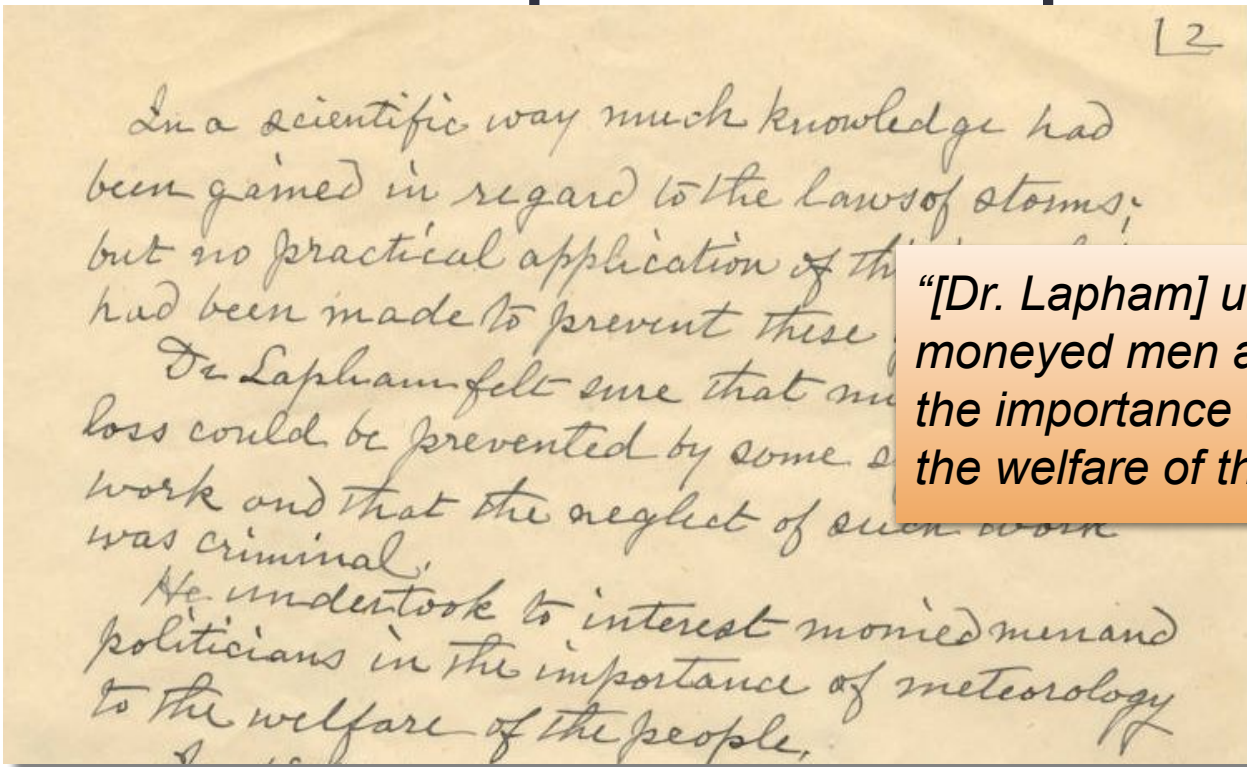 2
In a scientific way much knowledge had
been gained in regard to the laws of storms;
but no practical application of
had been made to prevent these
Dr Lapham felt sure that
loss could be prevented by some
work and that the neglect of such work
was criminal.
He undertook to interest monied men and
politicians in the importance of meteorology
to the welfare of the people.
“[Dr. Lapham] u
moneyed men a
the importance
the welfare of th